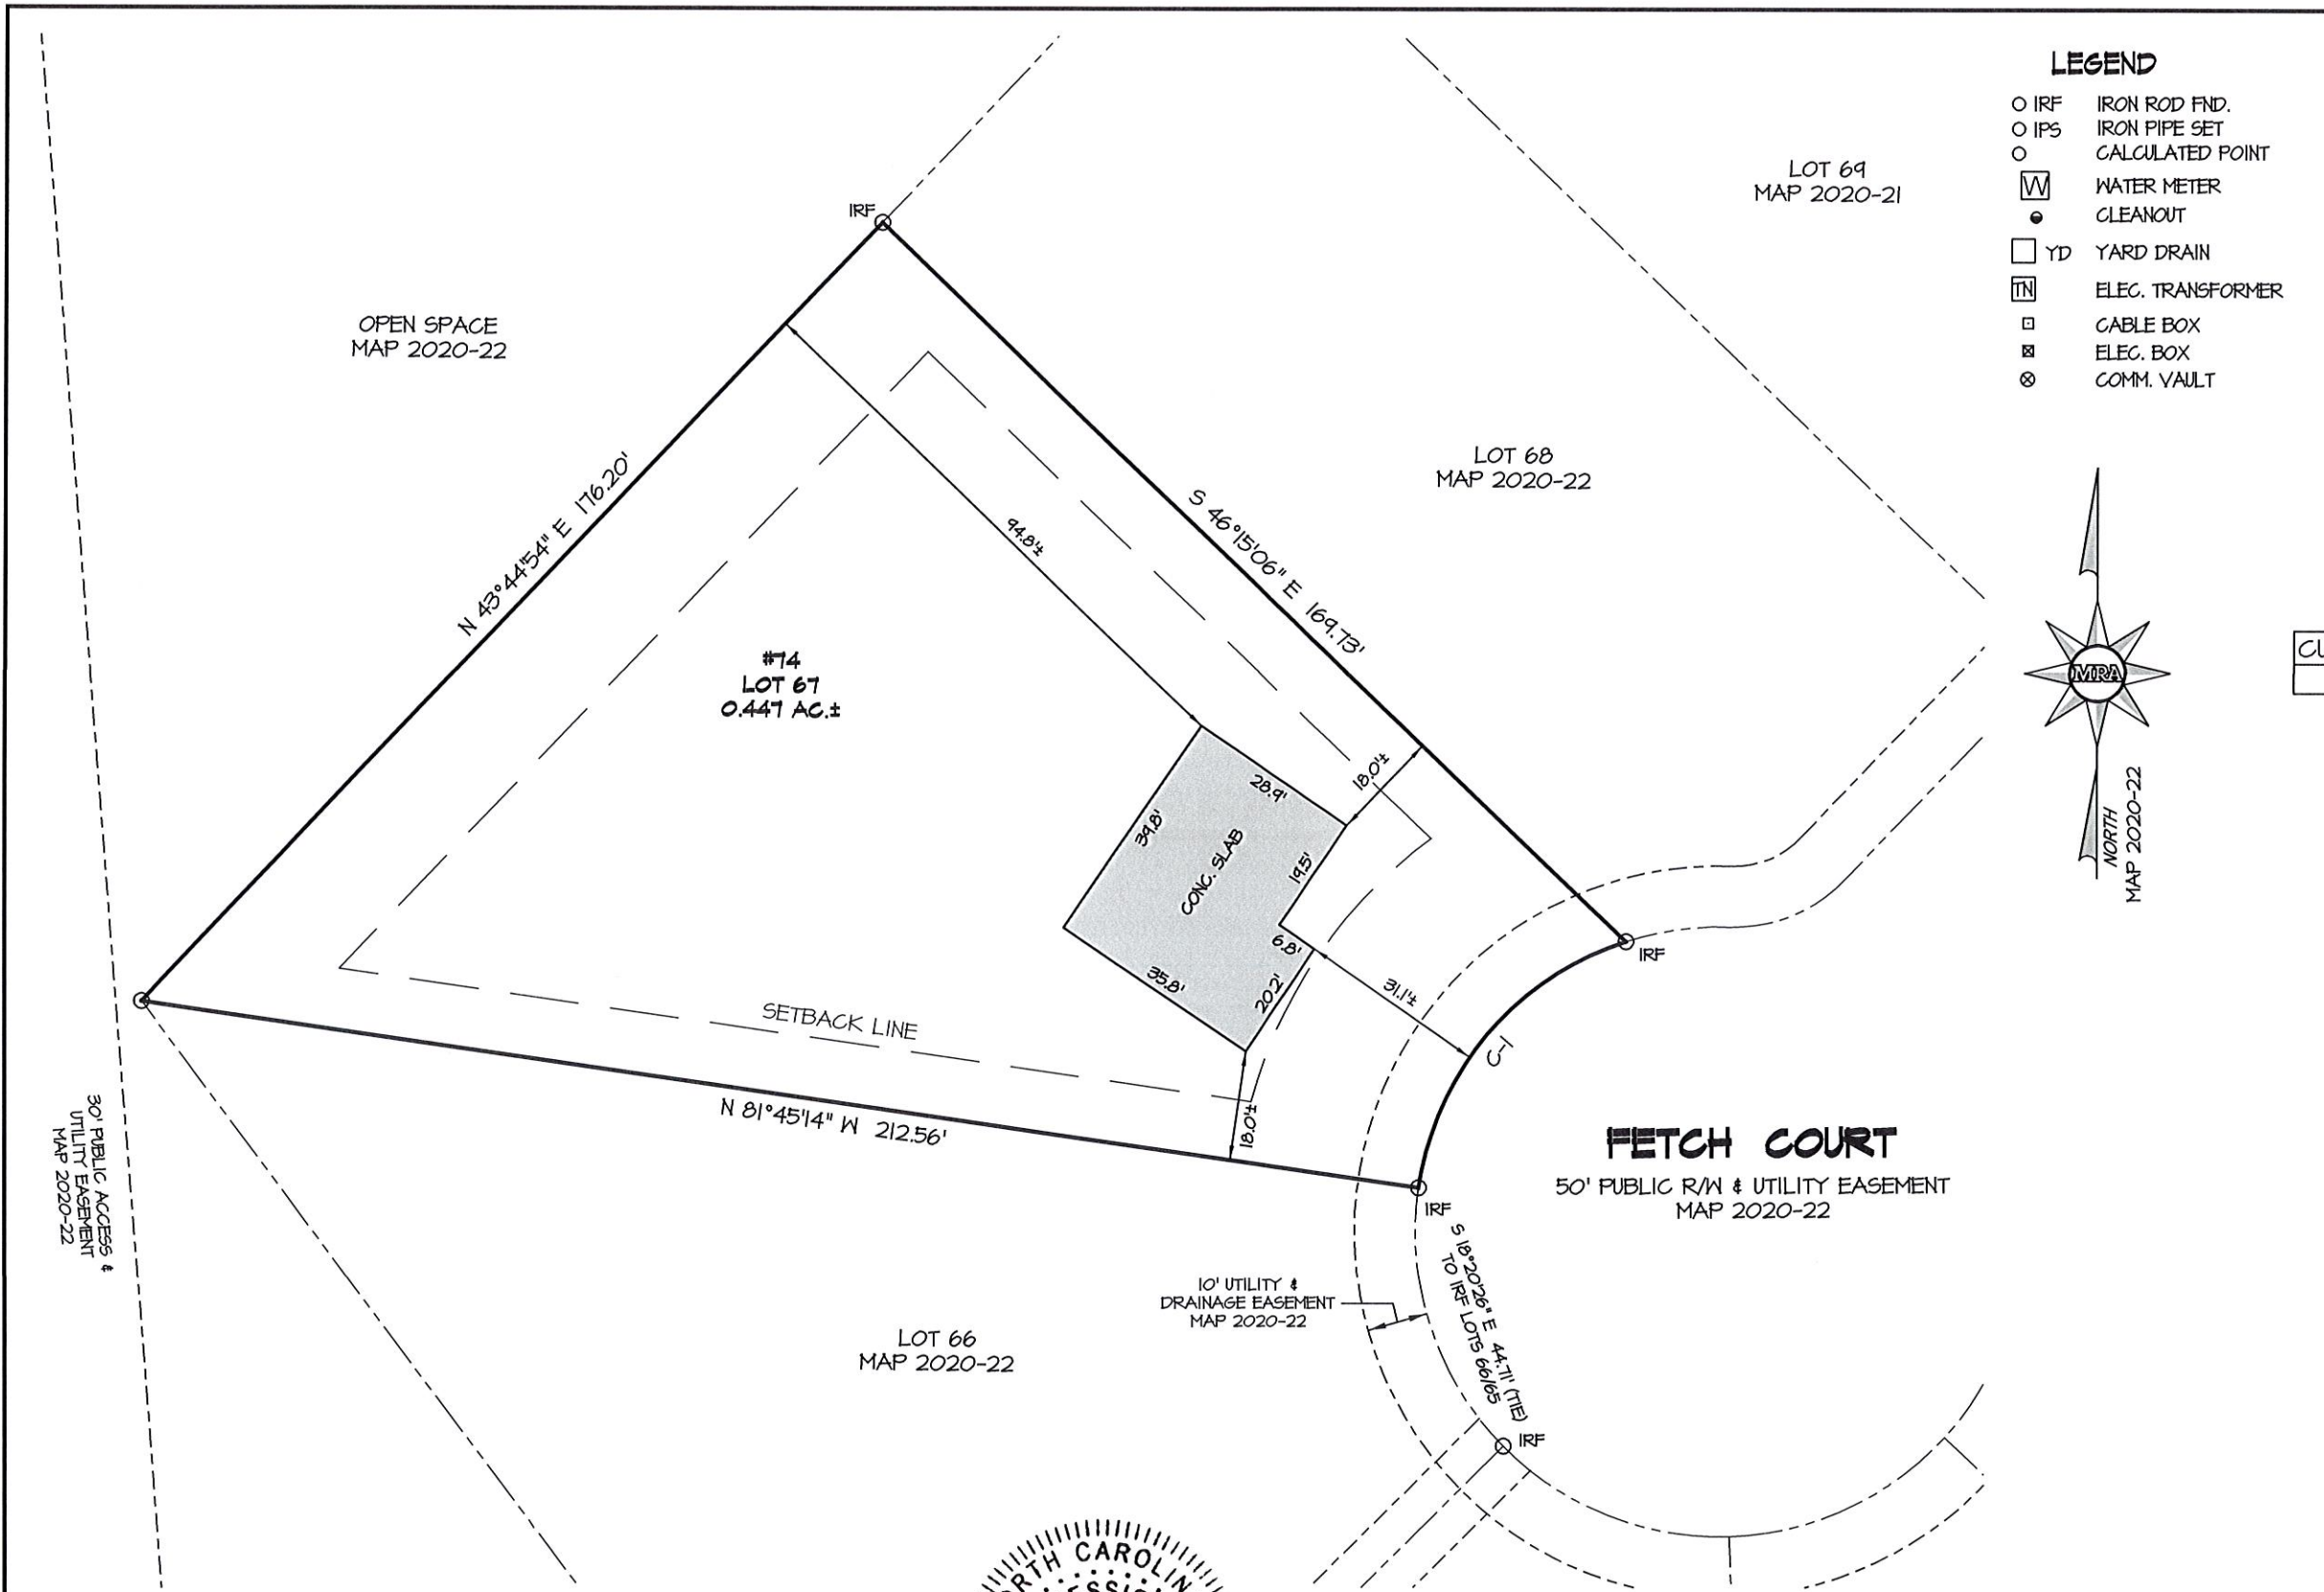 LEGEND
IRF IRON ROD FND.
IPS IRON PIPE SET
CALCULATED POINT
W WATER METER
CLEANOUT
YD YARD DRAIN
TN ELEC. TRANSFORMER
CABLE BOX
ELEC. BOX
COMM. VAULT
LOT 69
MAP 2020-21
IRF
OPEN SPACE
MAP 2020-22
LOT 68
MAP 2020-22
N 43°44'54" E 176.20'
S 46°15'06" E 169.73'
94.8'±
#74
LOT 67
0.447 AC.±
MRA
NORTH
MAP 2020-22
28.9'
18.0'±
39.8'
CONC. SLAB
19.5'
6.8'
35.8'
20.2'
31.1'±
IRF
C-1
SETBACK LINE
N 81°45'14" W 212.56'
18.0'±
IRF
FETCH COURT
50' PUBLIC R/W & UTILITY EASEMENT
MAP 2020-22
30' PUBLIC ACCESS &
UTILITY EASEMENT
MAP 2020-22
S 18°20'26" E 44.71' (TIE)
TO IRF LOTS 66/65
10' UTILITY &
DRAINAGE EASEMENT
MAP 2020-22
LOT 66
MAP 2020-22
IRF
RTH CAROLIN